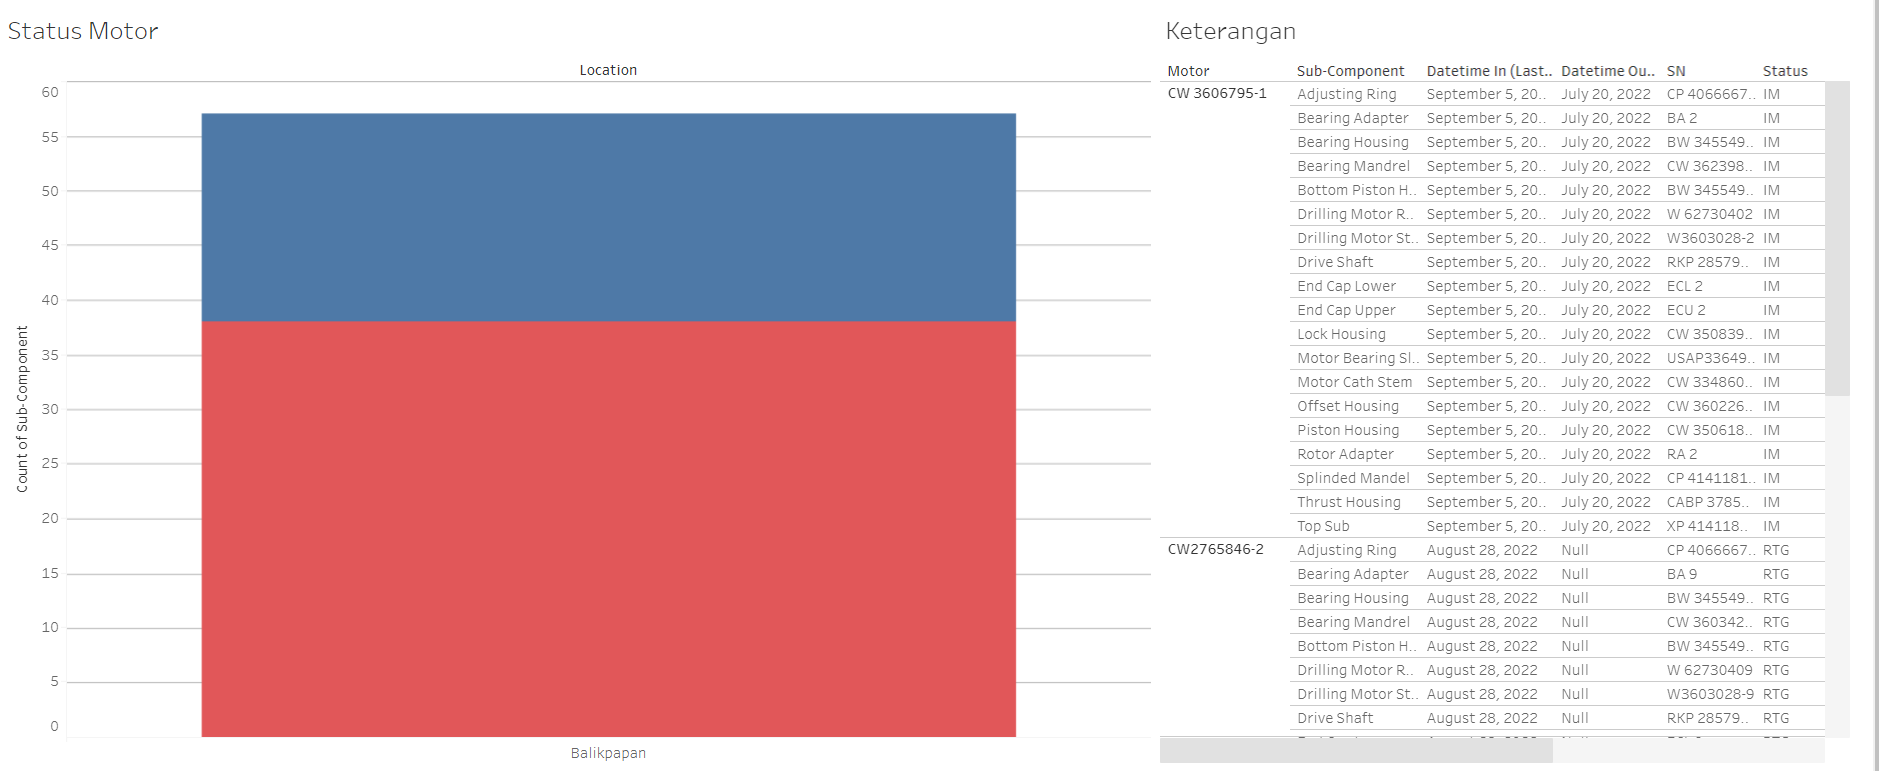 Status Motor
Location
60
55
50
45
40
35
30
25
20
15
10
5
0
Count of Sub-Component
Balikpapan
Keterangan
Motor Sub-Component Datetime In (Last.. Datetime Ou.. SN Status
CW 3606795-1 Adjusting Ring September 5, 20.. July 20, 2022 CP 4066667.. IM
Bearing Adapter September 5, 20.. July 20, 2022 BA 2 IM
Bearing Housing September 5, 20.. July 20, 2022 BW 345549.. IM
Bearing Mandrel September 5, 20.. July 20, 2022 CW 362398.. IM
Bottom Piston H.. September 5, 20.. July 20, 2022 BW 345549.. IM
Drilling Motor R.. September 5, 20.. July 20, 2022 W 62730402 IM
Drilling Motor St.. September 5, 20.. July 20, 2022 W3603028-2 IM
Drive Shaft September 5, 20.. July 20, 2022 RKP 28579.. IM
End Cap Lower September 5, 20.. July 20, 2022 ECL 2 IM
End Cap Upper September 5, 20.. July 20, 2022 ECU 2 IM
Lock Housing September 5, 20.. July 20, 2022 CW 350839.. IM
Motor Bearing Sl.. September 5, 20.. July 20, 2022 USAP33649.. IM
Motor Cath Stem September 5, 20.. July 20, 2022 CW 334860.. IM
Offset Housing September 5, 20.. July 20, 2022 CW 360226.. IM
Piston Housing September 5, 20.. July 20, 2022 CW 350618.. IM
Rotor Adapter September 5, 20.. July 20, 2022 RA 2 IM
Splinded Mandel September 5, 20.. July 20, 2022 CP 4141181.. IM
Thrust Housing September 5, 20.. July 20, 2022 CABP 3785.. IM
Top Sub September 5, 20.. July 20, 2022 XP 414118.. IM
CW2765846-2 Adjusting Ring August 28, 2022 Null CP 4066667.. RTG
Bearing Adapter August 28, 2022 Null BA 9 RTG
Bearing Housing August 28, 2022 Null BW 345549.. RTG
Bearing Mandrel August 28, 2022 Null CW 360342.. RTG
Bottom Piston H.. August 28, 2022 Null BW 345549.. RTG
Drilling Motor R.. August 28, 2022 Null W 62730409 RTG
Drilling Motor St.. August 28, 2022 Null W3603028-9 RTG
Drive Shaft August 28, 2022 Null RKP 28579.. RTG